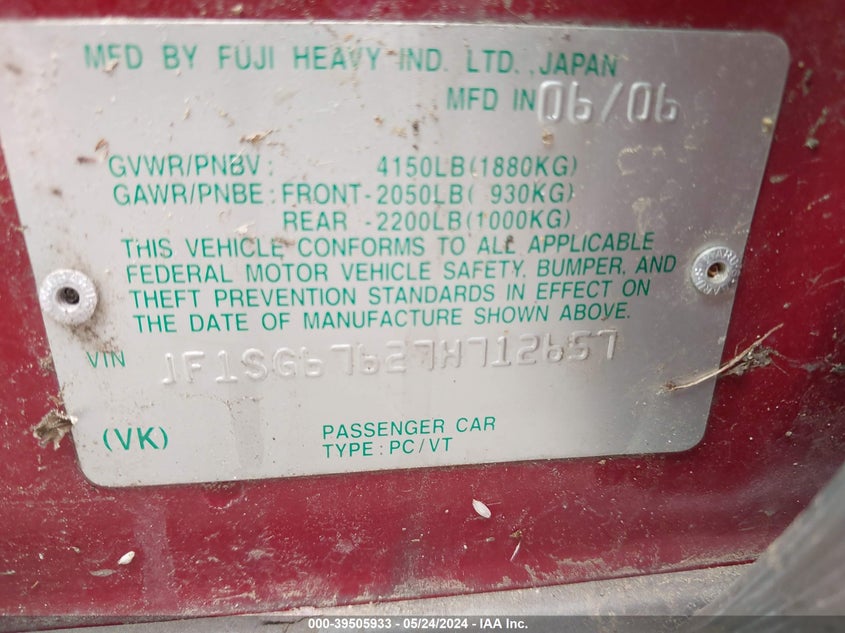 MFD BY FUJI HEAVY IND. LTD., JAPAN
MFD IN 06/06
GVWR/PNBV: 4150LB(1880KG)
GAWR/PNBE: FRONT-2050LB( 930KG)
REAR -2200LB(1000KG)
THIS VEHICLE CONFORMS TO ALL APPLICABLE
FEDERAL MOTOR VEHICLE SAFETY, BUMPER, AND
THEFT PREVENTION STANDARDS IN EFFECT ON
THE DATE OF MANUFACTURE SHOWN ABOVE.
VIN JF1SG67627H712657
(VK)
PASSENGER CAR
TYPE: PC/VT
000-39505933 - 05/24/2024 - IAA Inc.